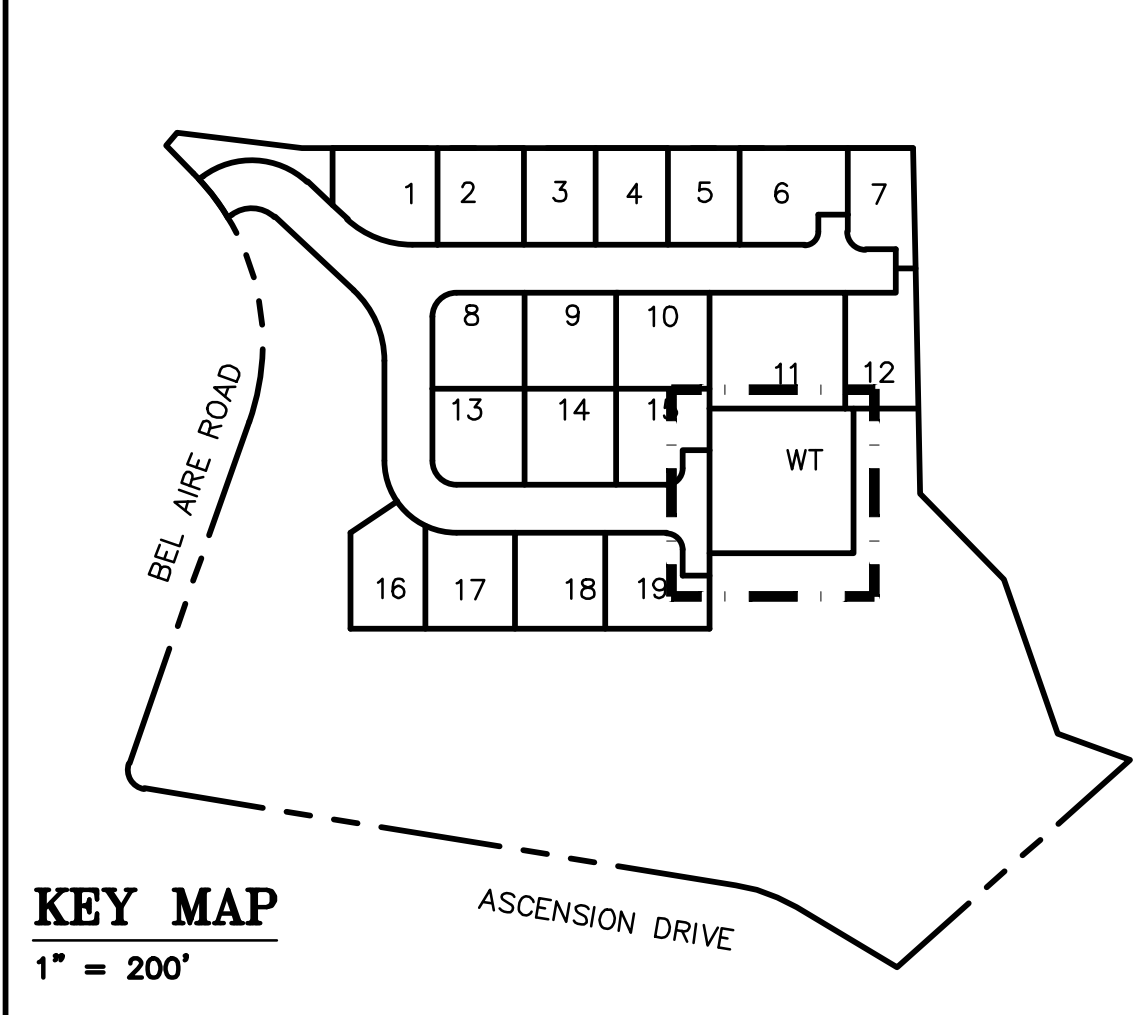 1 2 3 4 5 6 7
8 9 10 11 12
13 14 15 WT
16 17 18 19
BEL AIRE ROAD
ASCENSION DRIVE
KEY MAP
1" = 200'